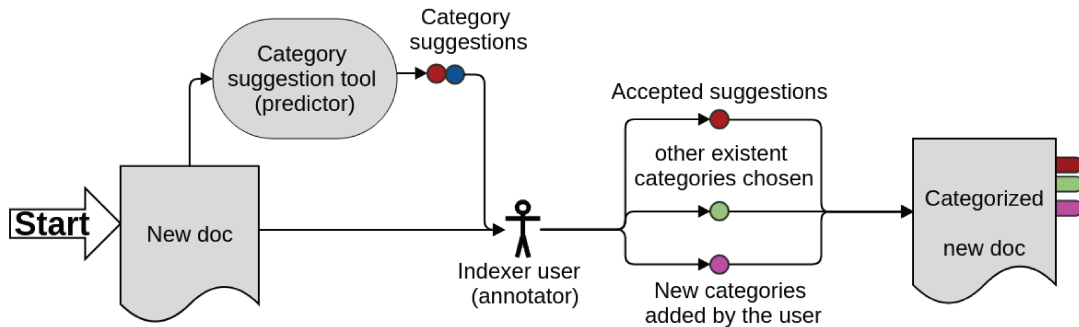 Start
New doc
Category
suggestion tool
(predictor)
Category
suggestions
Indexer user
(annotator)
Accepted suggestions
other existent
categories chosen
New categories
added by the user
Categorized
new doc